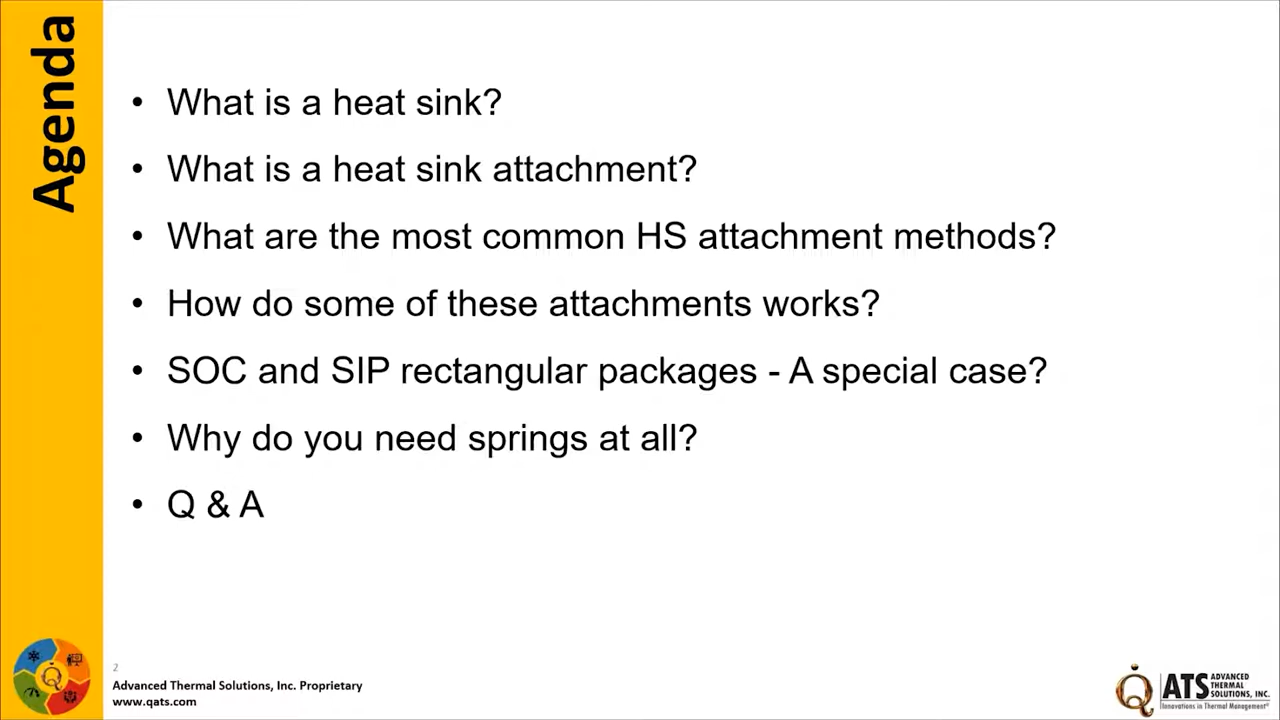 Agenda
• What is a heat sink?
• What is a heat sink attachment?
• What are the most common HS attachment methods?
• How do some of these attachments works?
• SOC and SIP rectangular packages - A special case?
• Why do you need springs at all?
• Q & A
2
Advanced Thermal Solutions, Inc. Proprietary
www.qats.com
Q
ATS ADVANCED
THERMAL
SOLUTIONS, INC.
Innovations in Thermal Management®